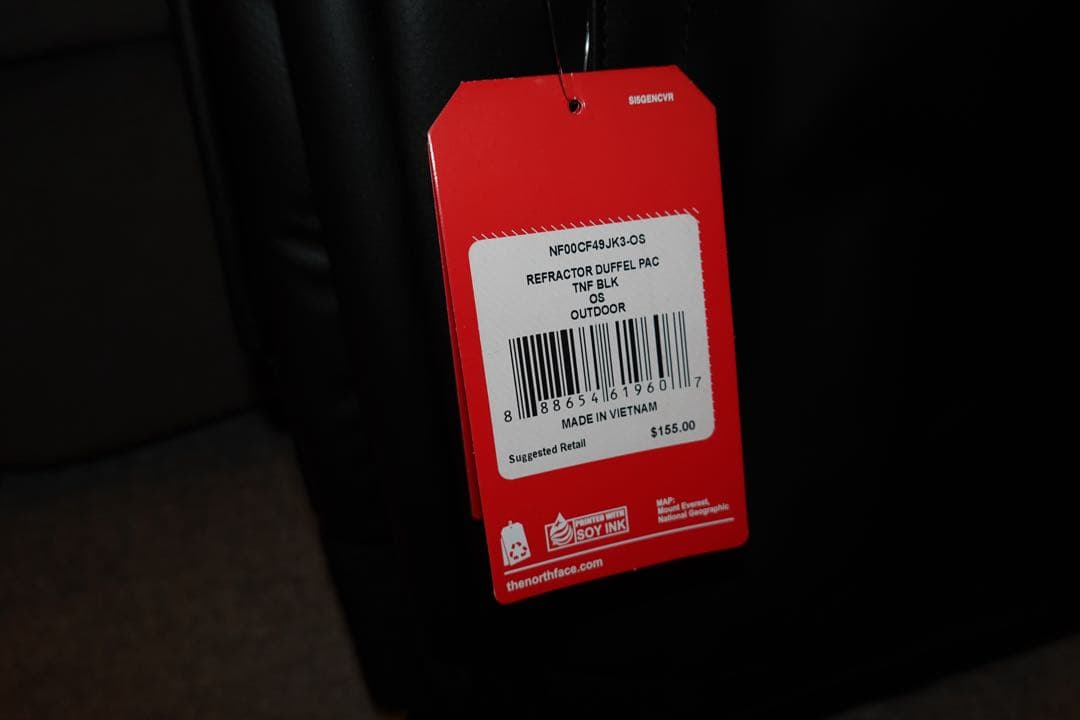 SI5GENCVR
NF00CF49JK3-OS
REFRACTOR DUFFEL PAC
TNF BLK
OS
OUTDOOR
8 88654 61960 7
MADE IN VIETNAM
Suggested Retail $155.00
PRINTED WITH
SOY INK
MAP:
Mount Everest,
National Geographic
thenorthface.com